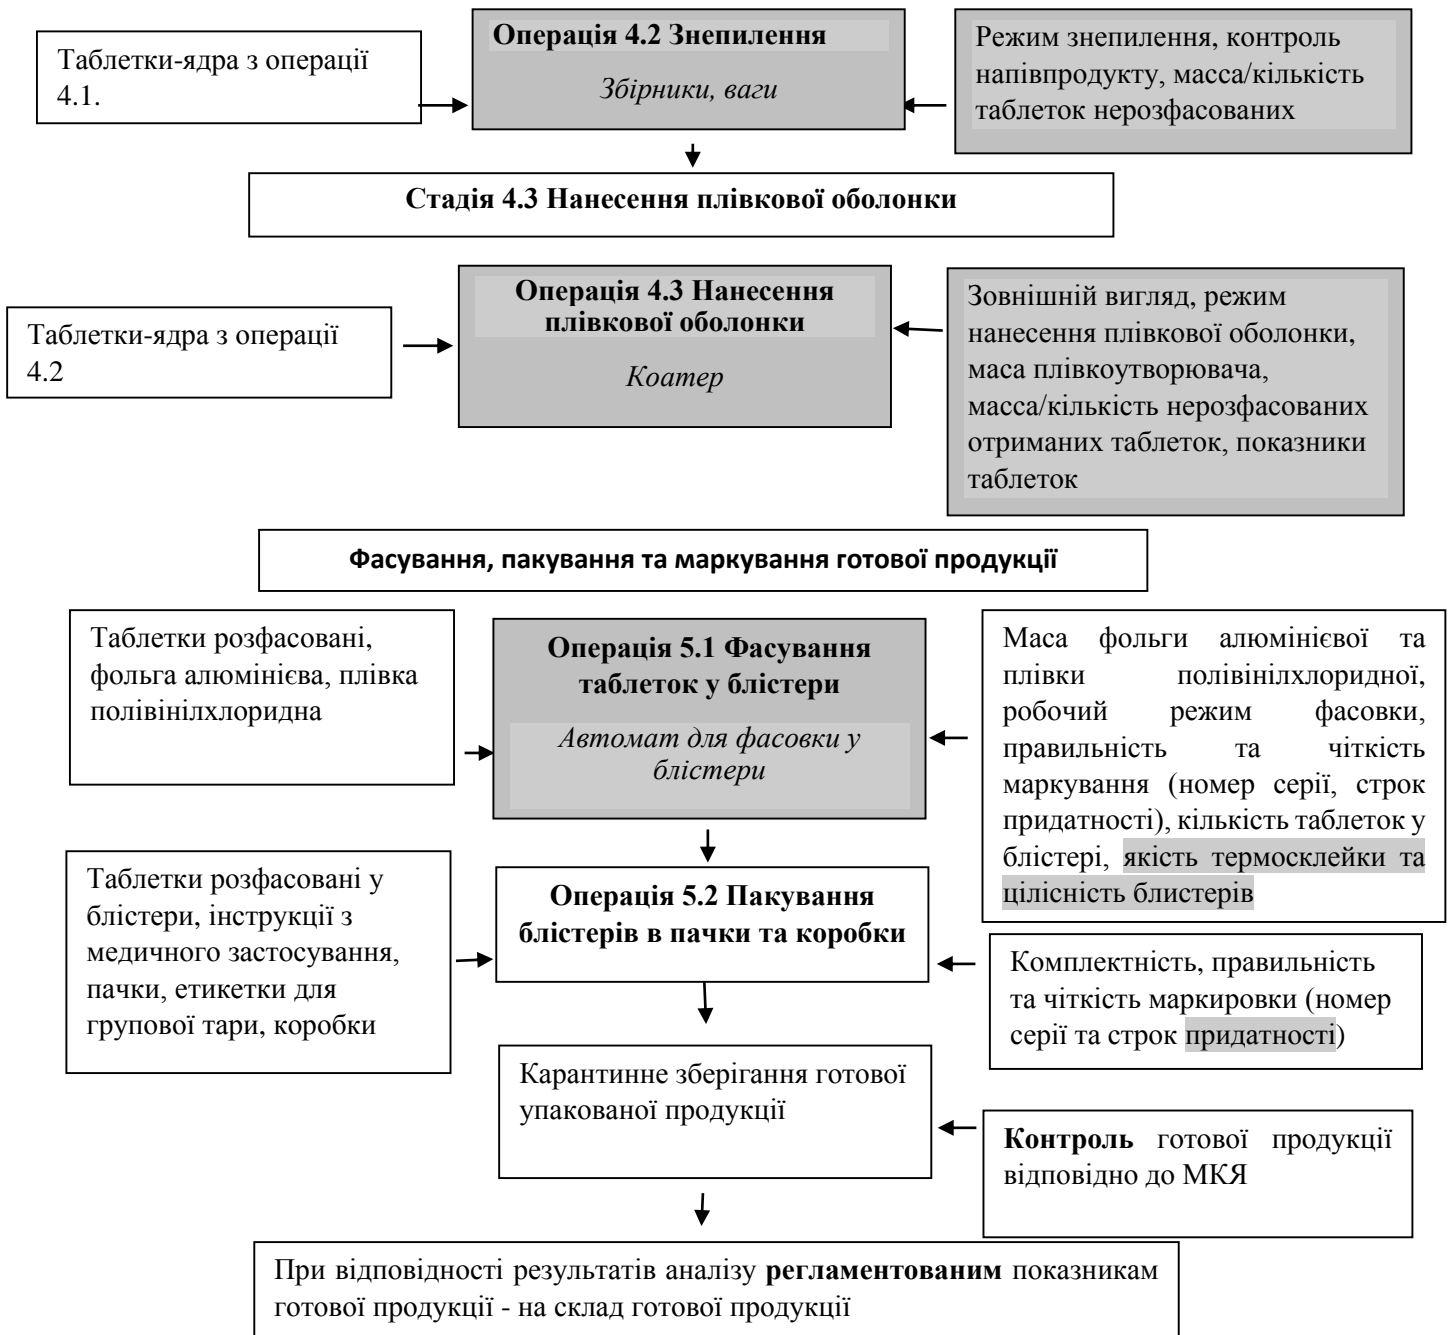 Таблетки-ядра з операції
4.1.
Операція 4.2 Знепилення
Збірники, ваги
Режим знепилення, контроль
напівпродукту, масса/кількість
таблеток нерозфасованих
Стадія 4.3 Нанесення плівкової оболонки
Таблетки-ядра з операції
4.2
Операція 4.3 Нанесення
плівкової оболонки
Коатер
Зовнішній вигляд, режим
нанесення плівкової оболонки,
маса плівкоутворювача,
масса/кількість нерозфасованих
отриманих таблеток, показники
таблеток
Фасування, пакування та маркування готової продукції
Таблетки розфасовані,
фольга алюмінієва, плівка
полівінілхлоридна
Операція 5.1 Фасування
таблеток у блістери
Автомат для фасовки у
блістери
Маса фольги алюмінієвої та
плівки полівінілхлоридної,
робочий режим фасовки,
правильність та чіткість
маркування (номер серії, строк
придатності), кількість таблеток у
блістері, якість термосклейки та
цілісність блистерів
Таблетки розфасовані у
блістери, інструкції з
медичного застосування,
пачки, етикетки для
групової тари, коробки
Операція 5.2 Пакування
блістерів в пачки та коробки
Комплектність, правильність
та чіткість маркировки (номер
серії та строк придатності)
Карантинне зберігання готової
упакованої продукції
Контроль готової продукції
відповідно до МКЯ
При відповідності результатів аналізу регламентованим показникам
готової продукції - на склад готової продукції